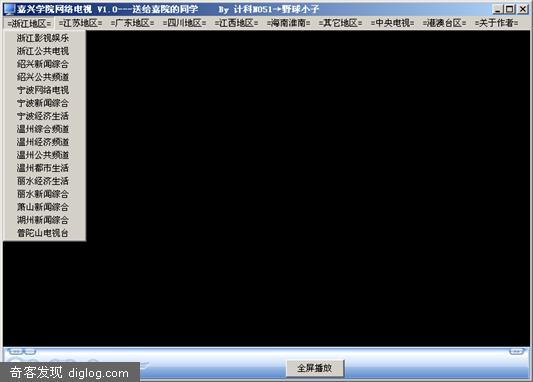 嘉兴学院网络电视 V1.0---送给嘉院的同学 By 计科N051→野球小子
=浙江地区= =江苏地区= =广东地区= =四川地区= =江西地区= =海南淮南= =其它地区= =中央电视= =港澳台区= =关于作者=
浙江影视娱乐
浙江公共电视
绍兴新闻综合
绍兴公共频道
宁波网络电视
宁波新闻综合
宁波经济生活
温州综合频道
温州经济频道
温州公共频道
温州都市生活
丽水经济生活
丽水新闻综合
萧山新闻综合
湖州新闻综合
普陀山电视台
全屏播放
奇客发现 diglog.com